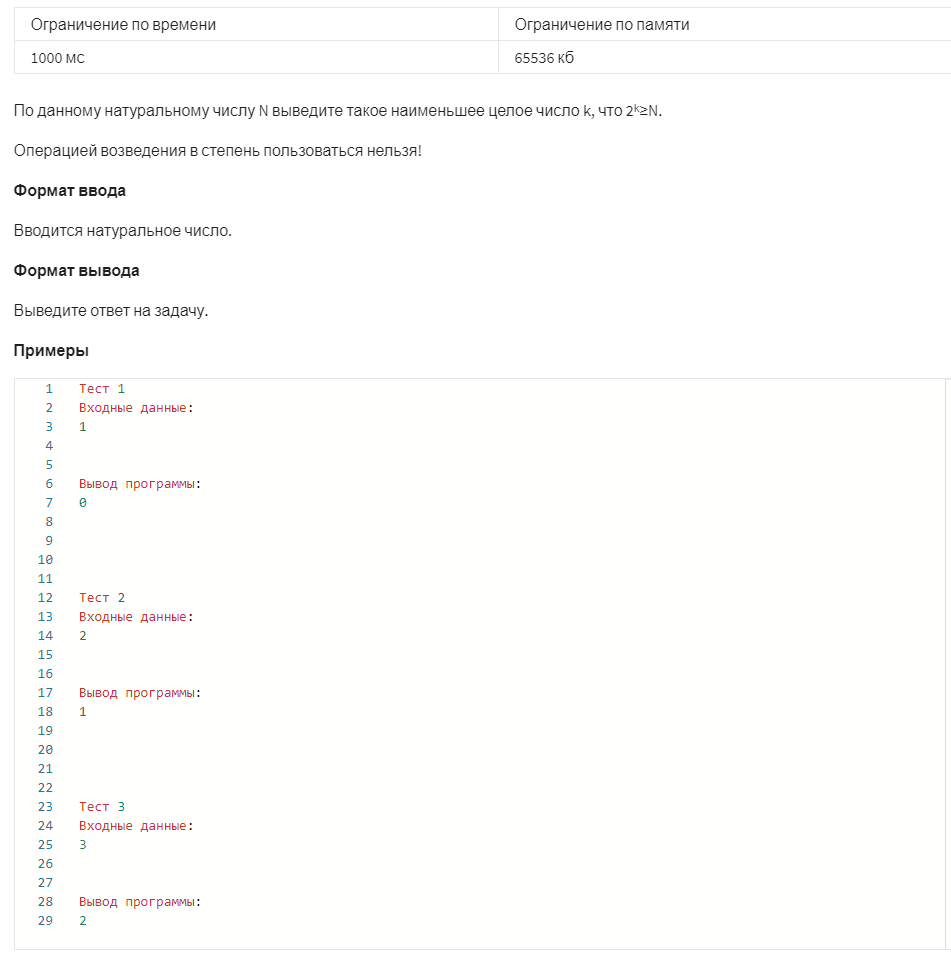 Ограничение по времени
Ограничение по памяти
1000 мс
65536 кб
По данному натуральному числу N выведите такое наименьшее целое число k, что 2ᵏ≥N.
Операцией возведения в степень пользоваться нельзя!
Формат ввода
Вводится натуральное число.
Формат вывода
Выведите ответ на задачу.
Примеры
1 Тест 1
2 Входные данные:
3 1
4
5
6 Вывод программы:
7 0
8
9
10
11
12 Тест 2
13 Входные данные:
14 2
15
16
17 Вывод программы:
18 1
19
20
21
22
23 Тест 3
24 Входные данные:
25 3
26
27
28 Вывод программы:
29 2